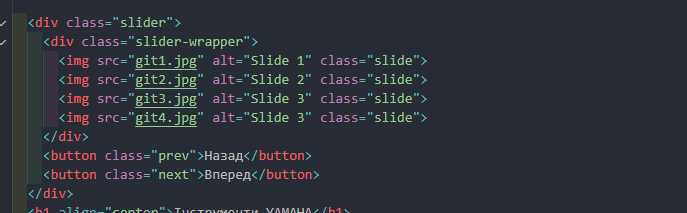 <div class="slider">
<div class="slider-wrapper">
<img src="git1.jpg" alt="Slide 1" class="slide">
<img src="git2.jpg" alt="Slide 2" class="slide">
<img src="git3.jpg" alt="Slide 3" class="slide">
<img src="git4.jpg" alt="Slide 3" class="slide">
</div>
<button class="prev">Назад</button>
<button class="next">Вперед</button>
</div>
<h1 align="center">Інструменти YAMAHA</h1>